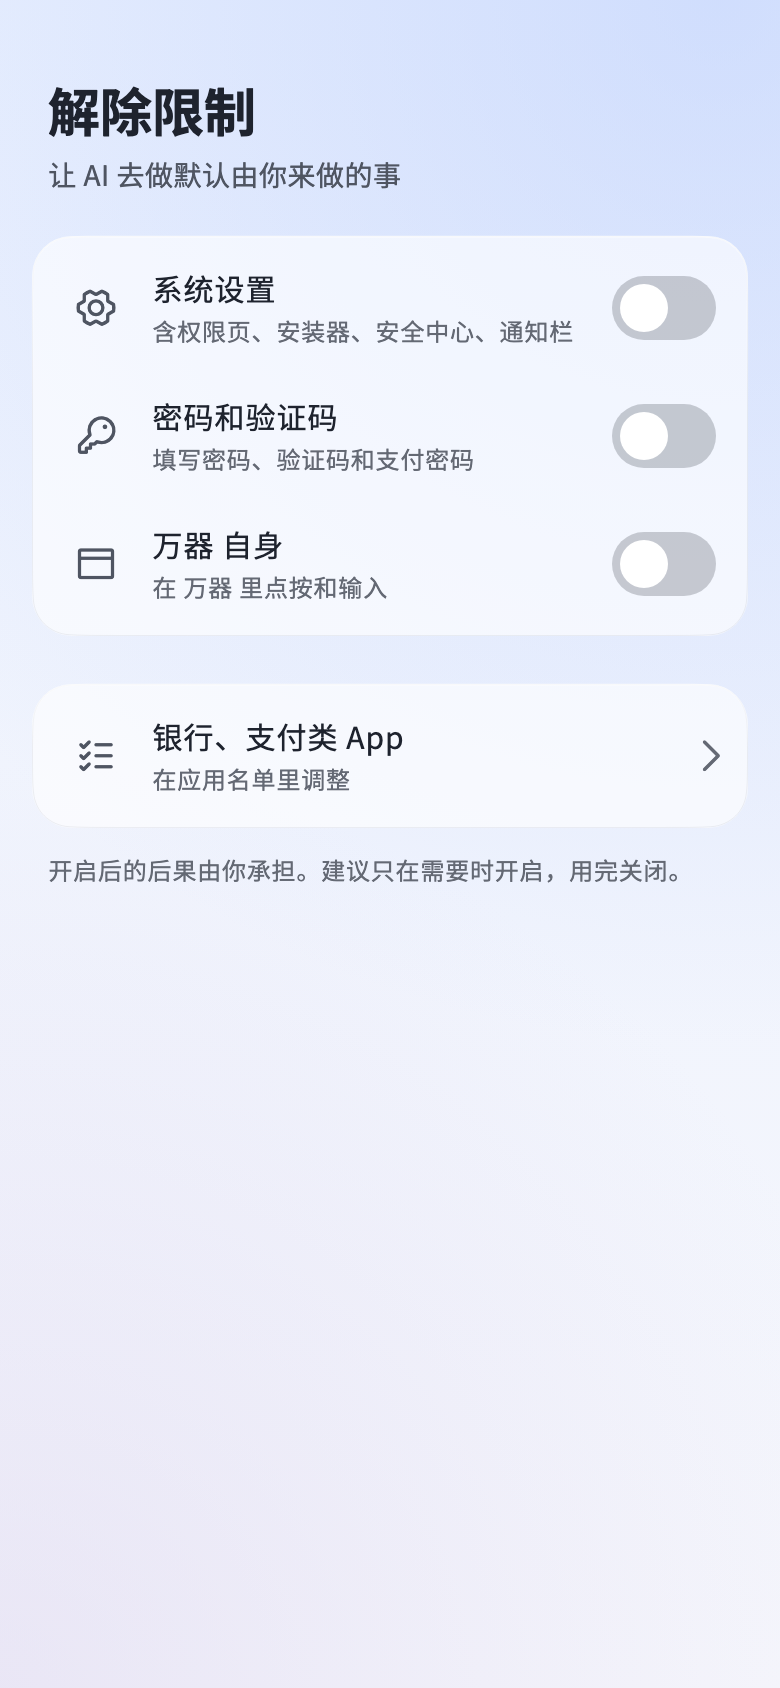 解除限制
让 AI 去做默认由你来做的事
系统设置
含权限页、安装器、安全中心、通知栏
密码和验证码
填写密码、验证码和支付密码
万器 自身
在 万器 里点按和输入
银行、支付类 App
在应用名单里调整
开启后的后果由你承担。建议只在需要时开启，用完关闭。